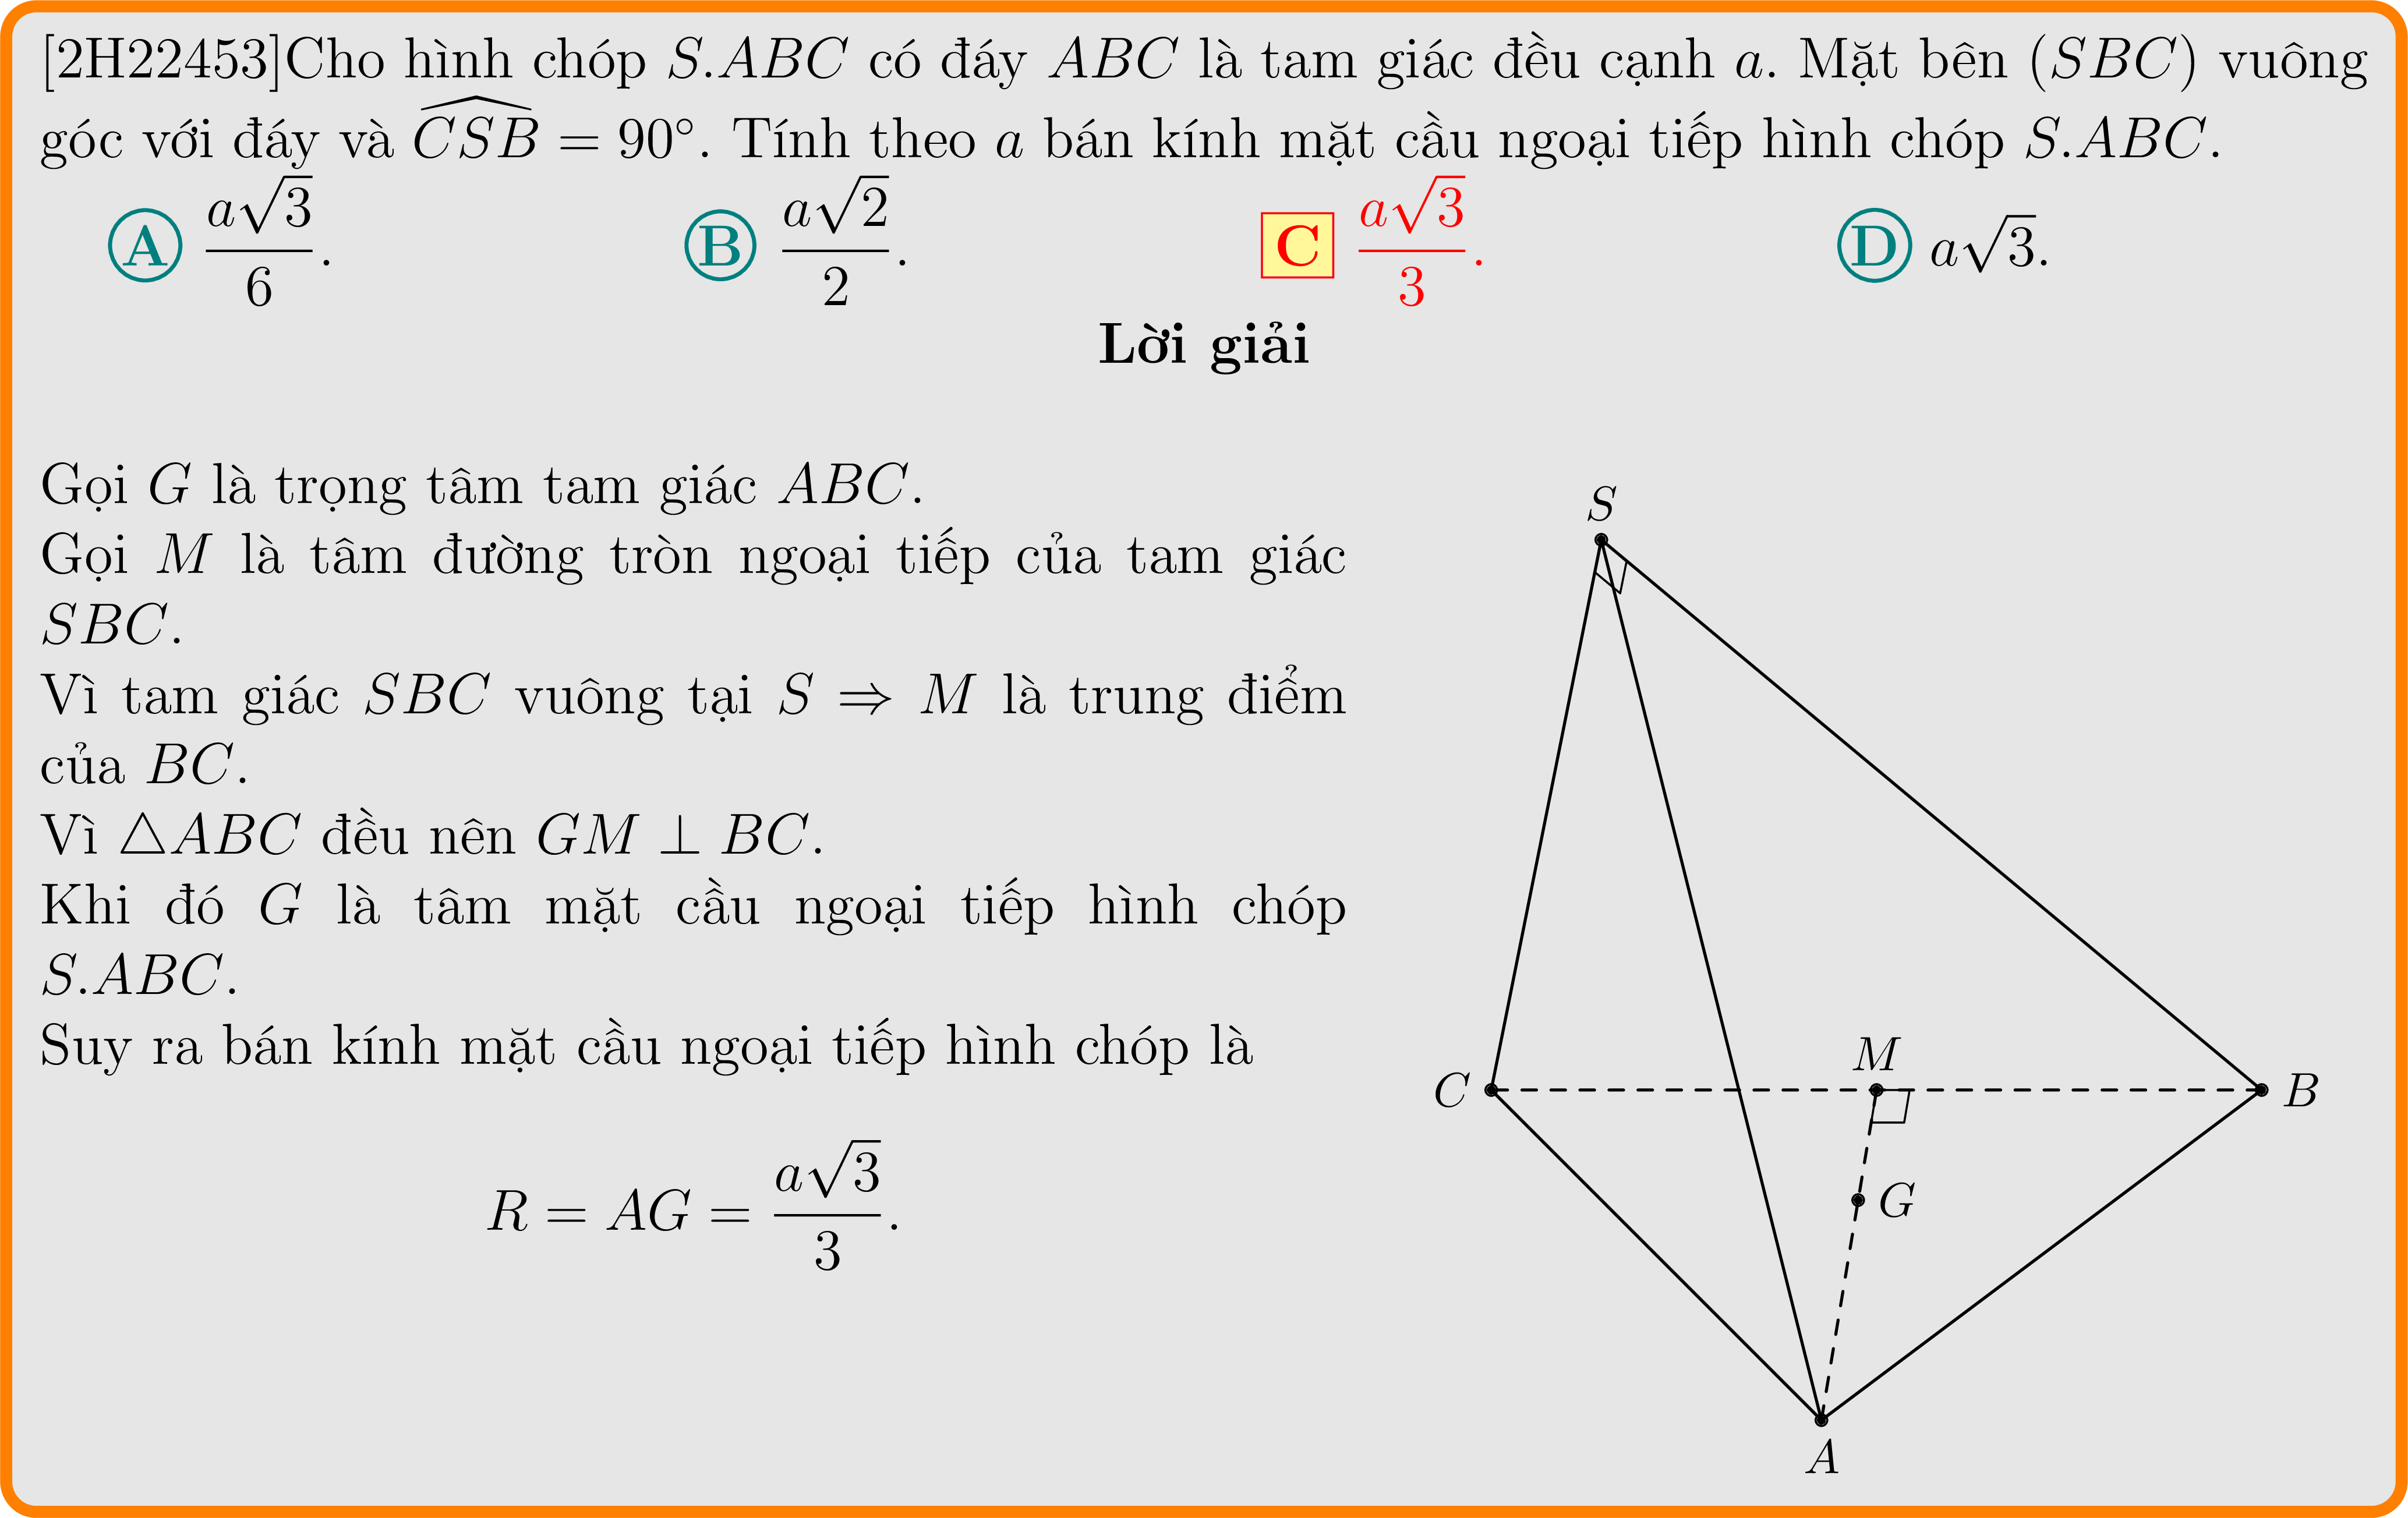 [2H22453]Cho hình chóp $S.ABC$ có đáy $ABC$ là tam giác đều cạnh $a$. Mặt bên $(SBC)$ vuông
góc với đáy và $\widehat{CSB} = 90^\circ$. Tính theo $a$ bán kính mặt cầu ngoại tiếp hình chóp $S.ABC$.
A $\dfrac{a\sqrt{3}}{6}$. B $\dfrac{a\sqrt{2}}{2}$. C $\dfrac{a\sqrt{3}}{3}$. D $a\sqrt{3}$.
Lời giải
Gọi $G$ là trọng tâm tam giác $ABC$.
Gọi $M$ là tâm đường tròn ngoại tiếp của tam giác
$SBC$.
Vì tam giác $SBC$ vuông tại $S \Rightarrow M$ là trung điểm
của $BC$.
Vì $\triangle ABC$ đều nên $GM \perp BC$.
Khi đó $G$ là tâm mặt cầu ngoại tiếp hình chóp
$S.ABC$.
Suy ra bán kính mặt cầu ngoại tiếp hình chóp là
$R = AG = \dfrac{a\sqrt{3}}{3}$.
S
M
C
B
G
A